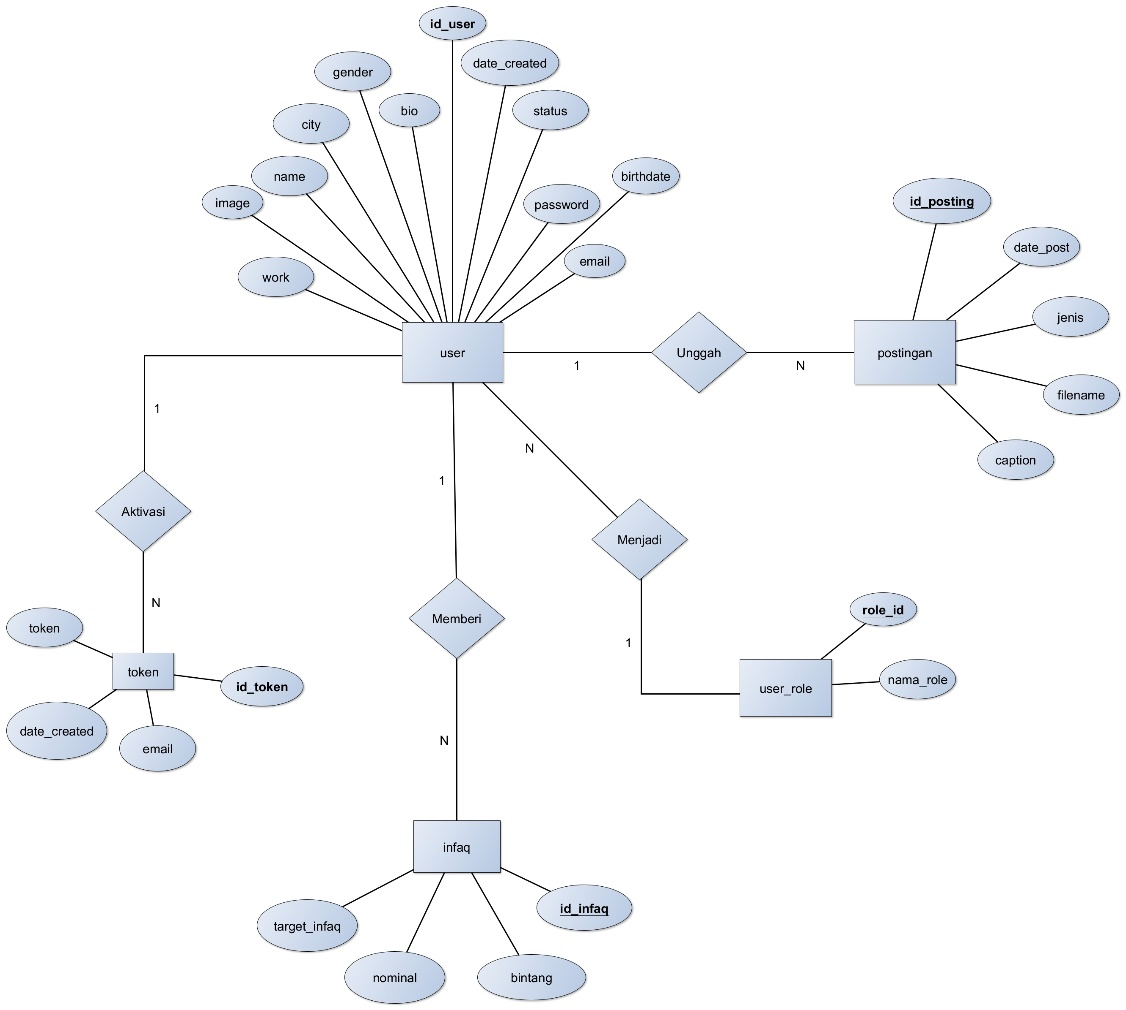 id_user
date_created
gender
bio
status
city
name
birthdate
image
password
email
work
user
1
Unggah
N
postingan
id_posting
date_post
jenis
filename
caption
1
Aktivasi
N
token
token
id_token
date_created
email
1
Memberi
N
N
Menjadi
1
user_role
role_id
nama_role
infaq
target_infaq
nominal
bintang
id_infaq